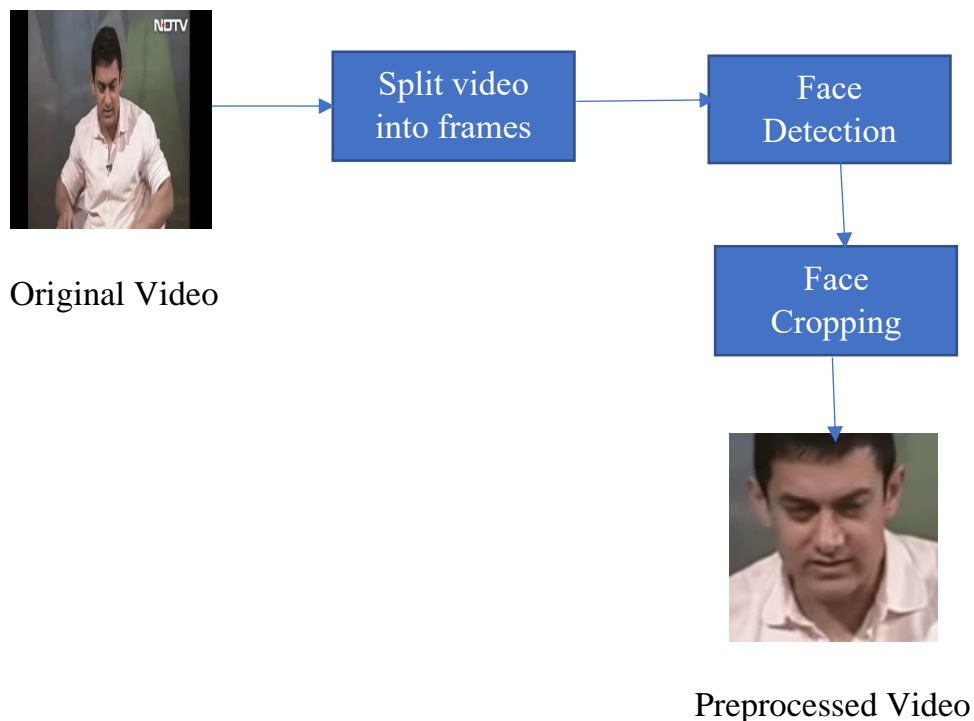 NDTV
Split video
into frames
Face
Detection
Original Video
Face
Cropping
Preprocessed Video